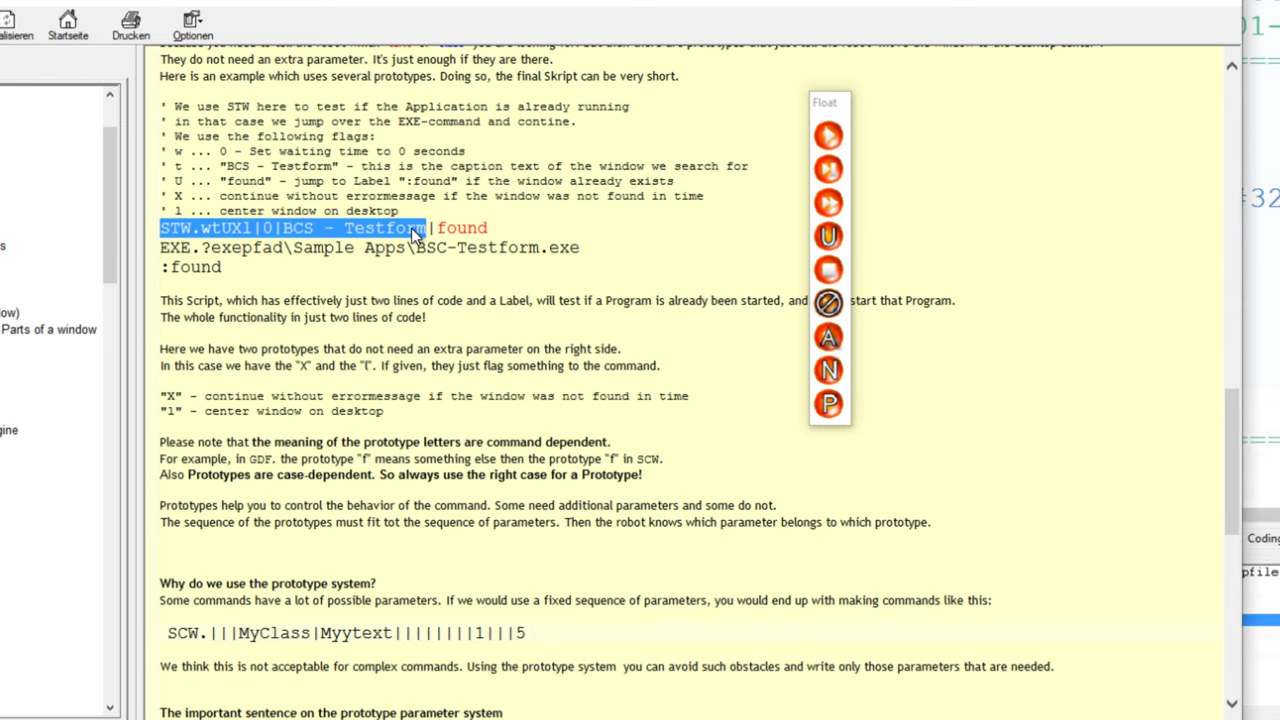 alisieren Startseite Drucken Optionen
They do not need an extra parameter. It's just enough if they are there.
Here is an example which uses several prototypes. Doing so, the final Skript can be very short.
' We use STW here to test if the Application is already running
' in that case we jump over the EXE-command and contine.
' We use the following flags:
' w ... 0 - Set waiting time to 0 seconds
' t ... "BCS - Testform" - this is the caption text of the window we search for
' U ... "found" - jump to Label ":found" if the window already exists
' X ... continue without errormessage if the window was not found in time
' l ... center window on desktop
STW.wtUXl|0|BCS - Testform|found
EXE.?exepfad\Sample Apps\BSC-Testform.exe
:found
This Script, which has effectively just two lines of code and a Label, will test if a Program is already been started, and start that Program.
The whole functionality in just two lines of code!
Here we have two prototypes that do not need an extra parameter on the right side.
In this case we have the "X" and the "l". If given, they just flag something to the command.
"X" - continue without errormessage if the window was not found in time
"l" - center window on desktop
Please note that the meaning of the prototype letters are command dependent.
For example, in GDF. the prototype "f" means something else then the prototype "f" in SCW.
Also Prototypes are case-dependent. So always use the right case for a Prototype!
Prototypes help you to control the behavior of the command. Some need additional parameters and some do not.
The sequence of the prototypes must fit tot the sequence of parameters. Then the robot knows which parameter belongs to which prototype.
Why do we use the prototype system?
Some commands have a lot of possible parameters. If we would use a fixed sequence of parameters, you would end up with making commands like this:
SCW.|||MyClass|Myytext||||||||1|||5
We think this is not acceptable for complex commands. Using the prototype system you can avoid such obstacles and write only those parameters that are needed.
The important sentence on the prototype parameter system
s
ow)
Parts of a window
gine
Float
U
A
N
P
01-
#32
Coding
pfile